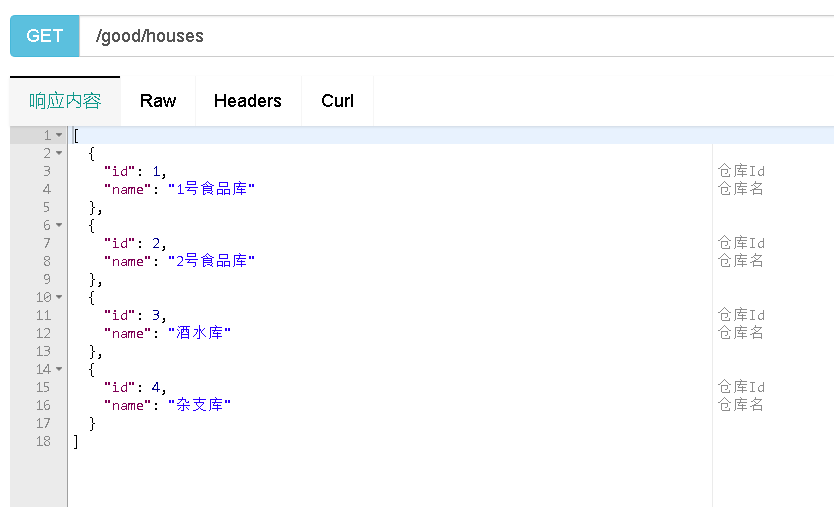 GET /good/houses
响应内容 Raw Headers Curl
1 [
2 {
3 "id": 1, 仓库Id
4 "name": "1号食品库" 仓库名
5 },
6 {
7 "id": 2, 仓库Id
8 "name": "2号食品库" 仓库名
9 },
10 {
11 "id": 3, 仓库Id
12 "name": "酒水库" 仓库名
13 },
14 {
15 "id": 4, 仓库Id
16 "name": "杂支库" 仓库名
17 }
18 ]